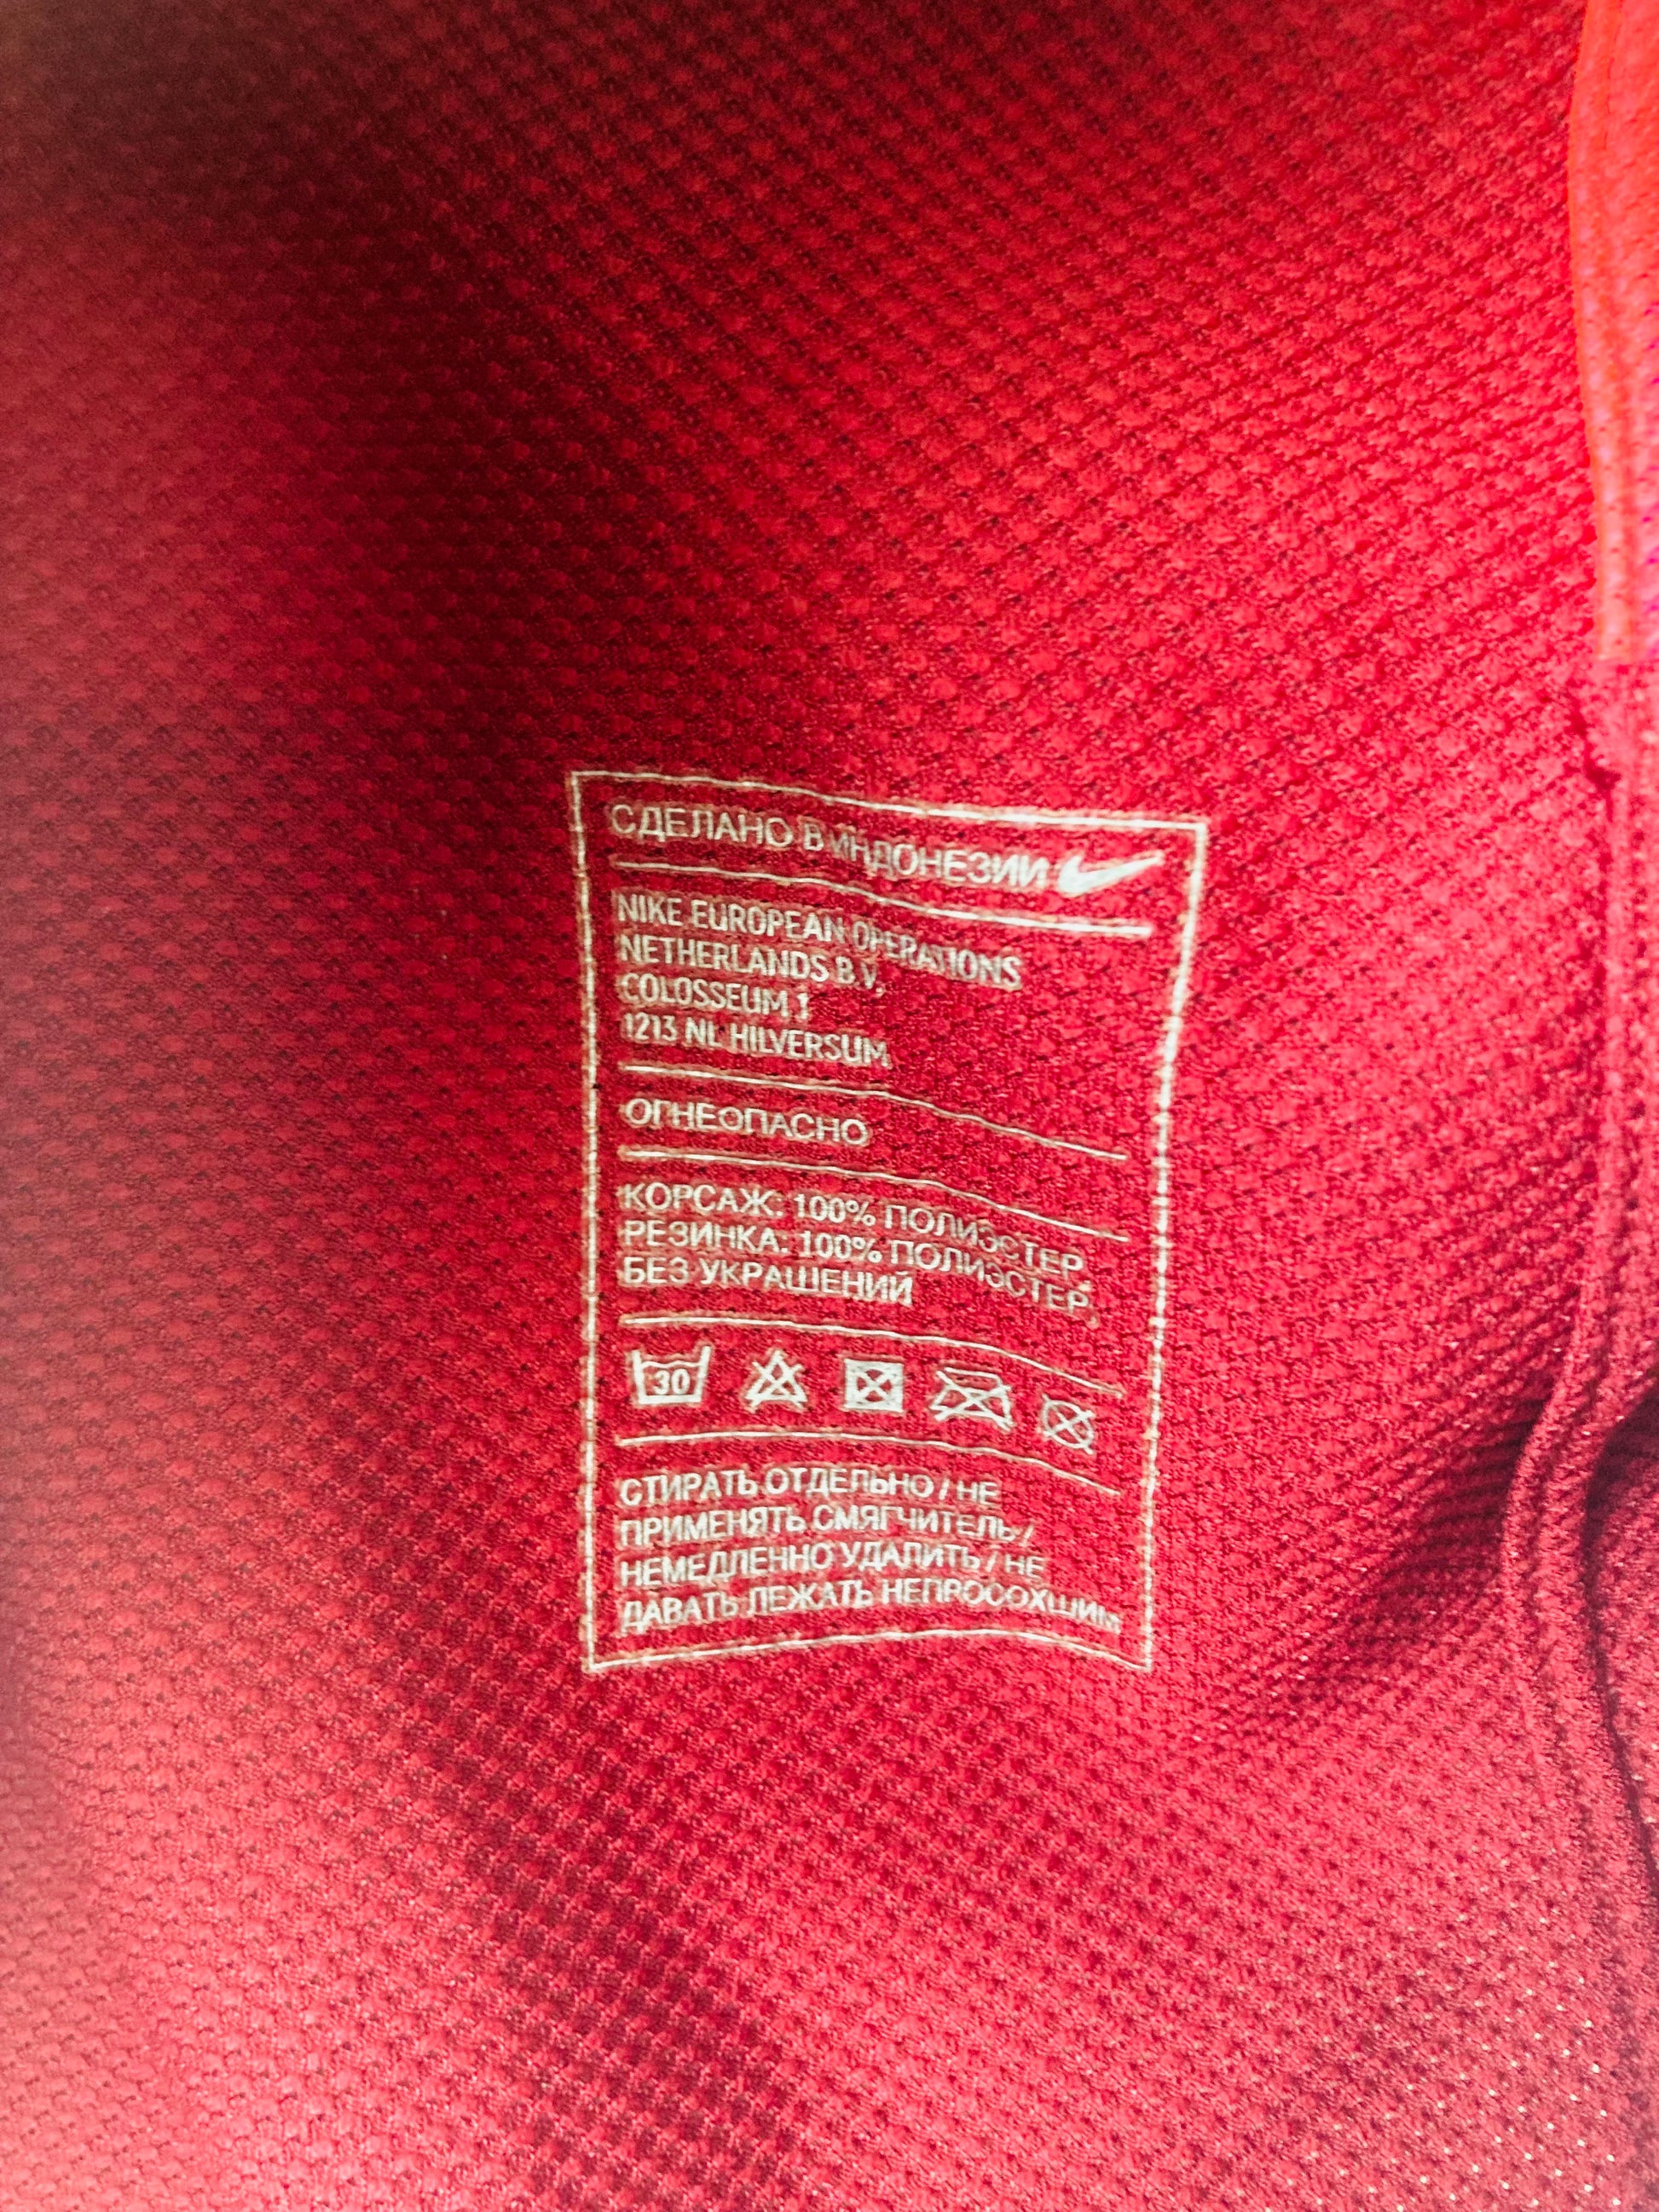 СДЕЛАНО В ИНДОНЕЗИИ
NIKE EUROPEAN OPERATIONS
NETHERLANDS B.V,
COLOSSEUM 1
1213 NL HILVERSUM
ОГНЕОПАСНО
КОРСАЖ: 100% ПОЛИЭСТЕР,
РЕЗИНКА: 100% ПОЛИЭСТЕР,
БЕЗ УКРАШЕНИЙ
30
СТИРАТЬ ОТДЕЛЬНО / НЕ
ПРИМЕНЯТЬ СМЯГЧИТЕЛЬ /
НЕМЕДЛЕННО УДАЛИТЬ / НЕ
ДАВАТЬ ЛЕЖАТЬ НЕПРОСОХШИМ